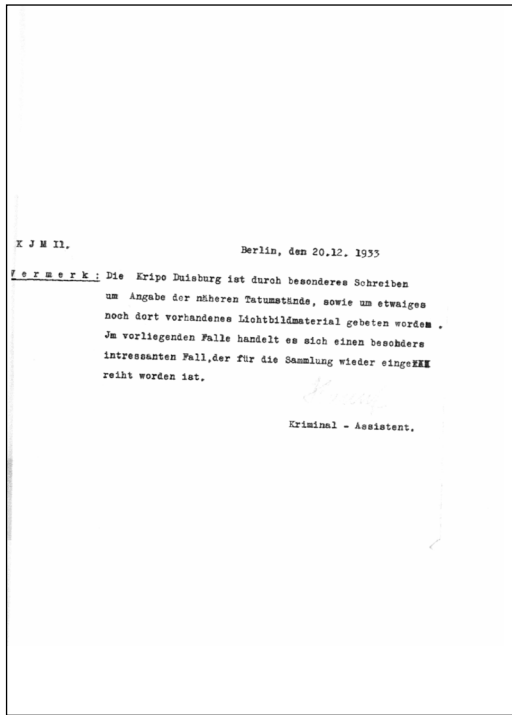 K J M II.
Berlin, den 20.12. 1933
Vermerk: Die Kripo Duisburg ist durch besonderes Schreiben
um Angabe der näheren Tatumstände, sowie um etwaiges
noch dort vorhandenes Lichtbildmaterial gebeten worden .
Jm vorliegenden Falle handelt es sich einen besonders
intressanten Fall,der für die Sammlung wieder einge
reiht worden ist.
Kriminal - Assistent.